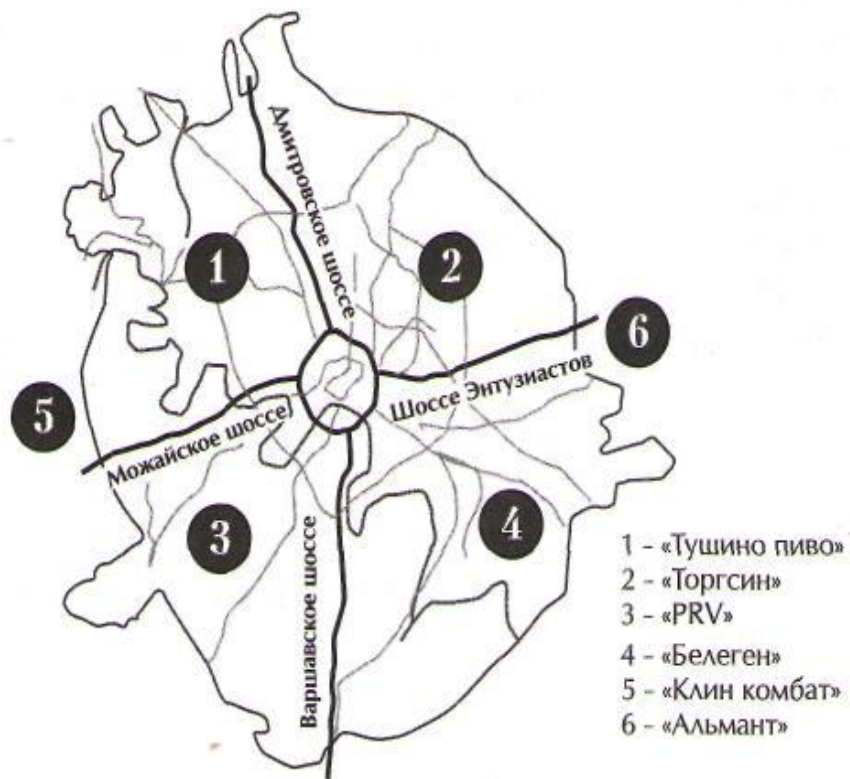 Дмитровское шоссе
1
2
6
5
Шоссе Энтузиастов
Можайское шоссе
3
4
Варшавское шоссе
1 - «Тушино пиво»
2 - «Торгсин»
3 - «PRV»
4 - «Белеген»
5 - «Клин комбат»
6 - «Альмант»